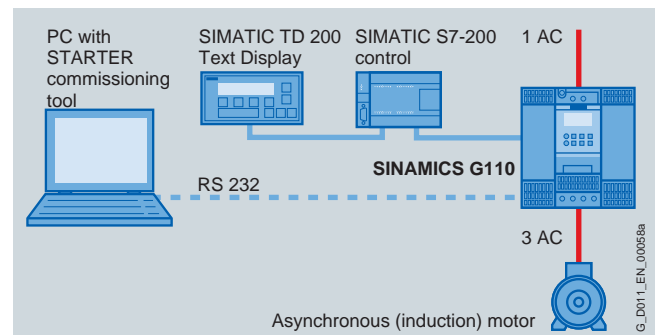 PC with
STARTER
commissioning
tool
SIMATIC TD 200
Text Display
SIMATIC S7-200
control
1 AC
SINAMICS G110
RS 232
3 AC
Asynchronous (induction) motor
G_D011_EN_00058a